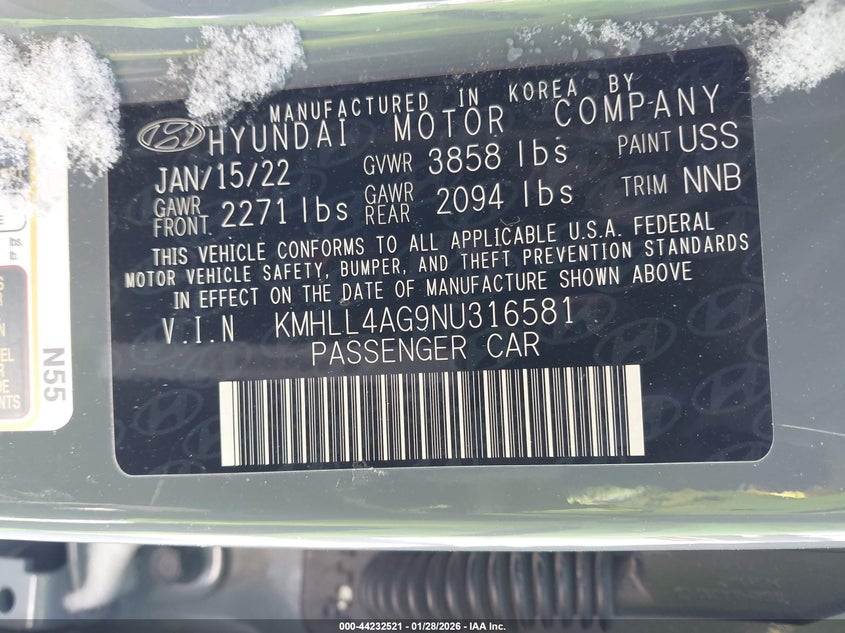 MANUFACTURED IN KOREA BY
HYUNDAI MOTOR COMPANY
JAN/15/22 GVWR 3858 lbs PAINT USS
GAWR FRONT 2271 lbs GAWR REAR 2094 lbs TRIM NNB
THIS VEHICLE CONFORMS TO ALL APPLICABLE U.S.A. FEDERAL
MOTOR VEHICLE SAFETY, BUMPER, AND THEFT PREVENTION STANDARDS
IN EFFECT ON THE DATE OF MANUFACTURE SHOWN ABOVE
V.I.N KMHLL4AG9NU316581
PASSENGER CAR
lbs.
lb.
N55
000-44232521 | 01/28/2026 - IAA Inc.